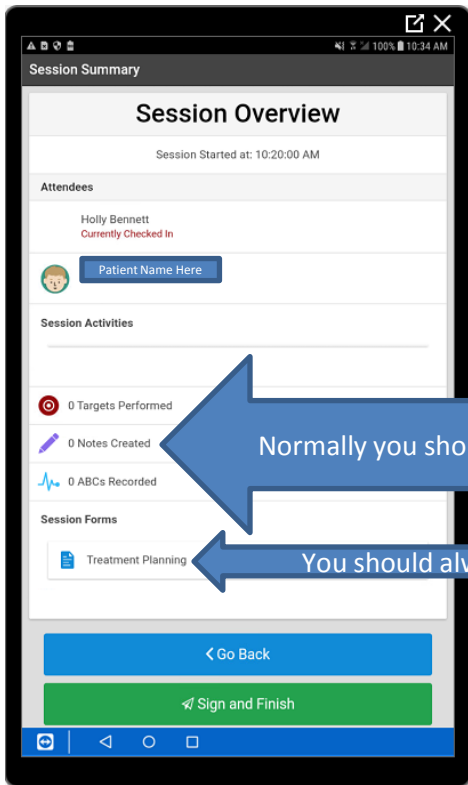 100% 10:34 AM
Session Summary
Session Overview
Session Started at: 10:20:00 AM
Attendees
Holly Bennett
Currently Checked In
Patient Name Here
Session Activities
0 Targets Performed
0 Notes Created
Normally you sho
0 ABCs Recorded
Session Forms
Treatment Planning
You should alw
Go Back
Sign and Finish